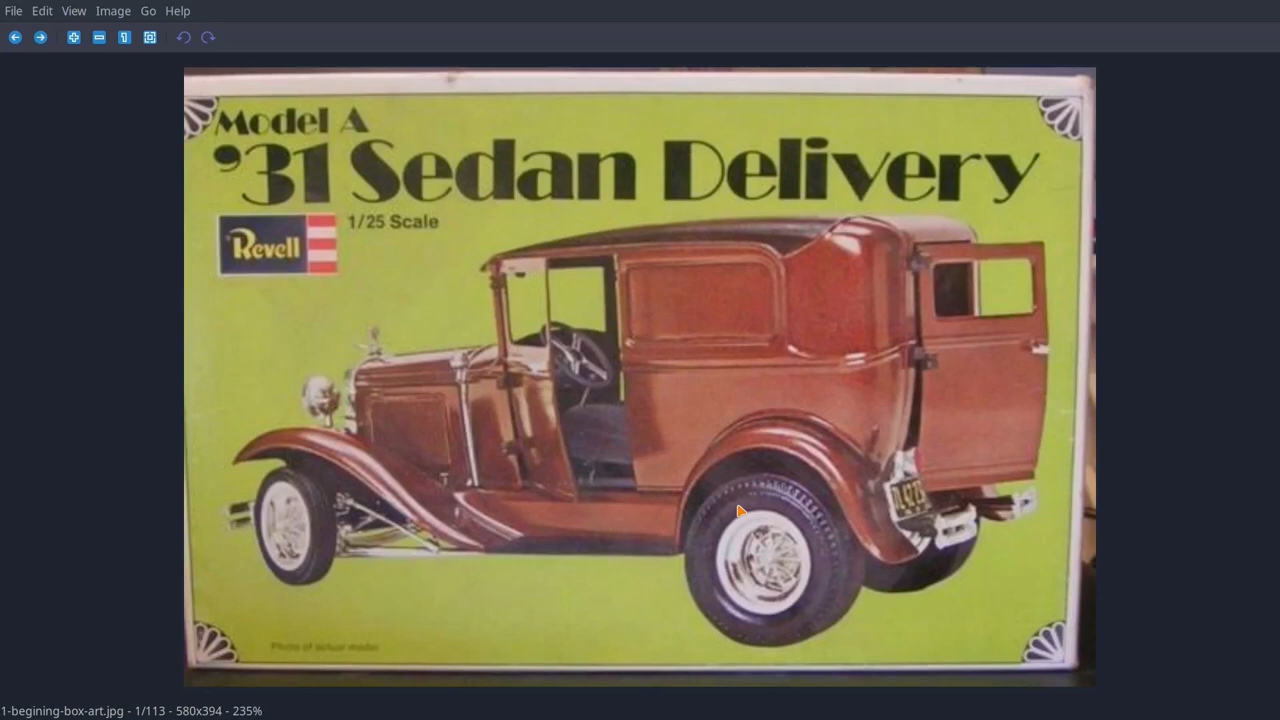 File Edit View Image Go Help
Model A
'31 Sedan Delivery
Revell
1/25 Scale
Photo of actual model
1-begining-box-art.jpg - 1/113 - 580x394 - 235%